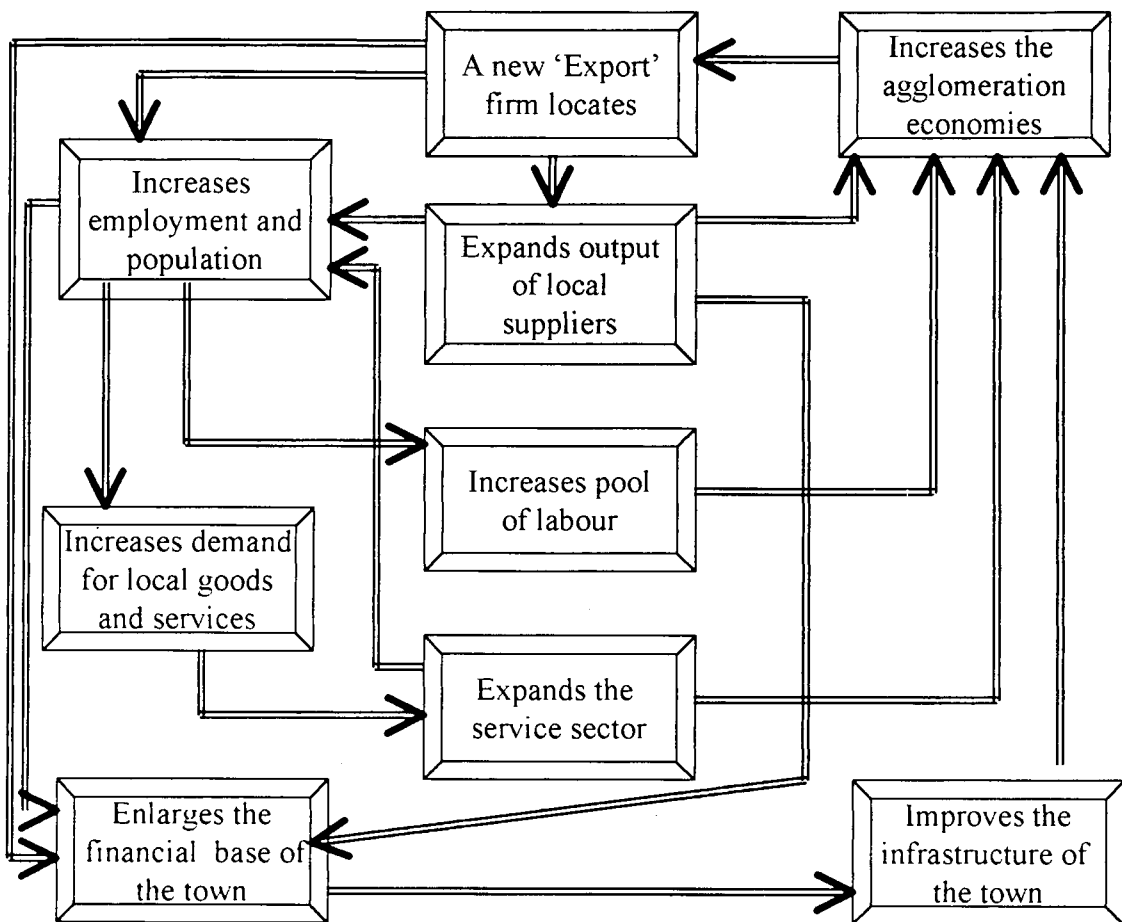 A new ‘Export’
firm locates
Increases the
agglomeration
economies
Increases
employment and
population
Expands output
of local
suppliers
Increases pool
of labour
Increases demand
for local goods
and services
Expands the
service sector
Enlarges the
financial base of
the town
Improves the
infrastructure of
the town